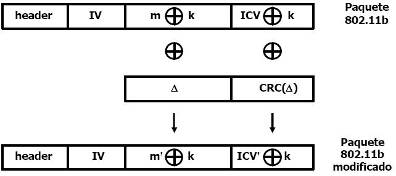 header IV m ⊕ k ICV ⊕ k Paquete
802.11b
⊕ ⊕
Δ CRC(Δ)
header IV m' ⊕ k ICV' ⊕ k Paquete
802.11b
modificado